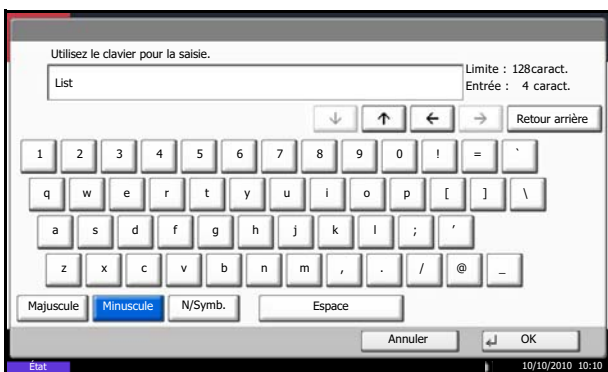 Utilisez le clavier pour la saisie.
List
Limite : 128caract.
Entrée : 4 caract.
Retour arrière
1 2 3 4 5 6 7 8 9 0 ! = `
q w e r t y u i o p [ ] \
a s d f g h j k l ; ’
z x c v b n m , . / @ _
Majuscule Minuscule N/Symb. Espace
Annuler OK
État 10/10/2010 10:10